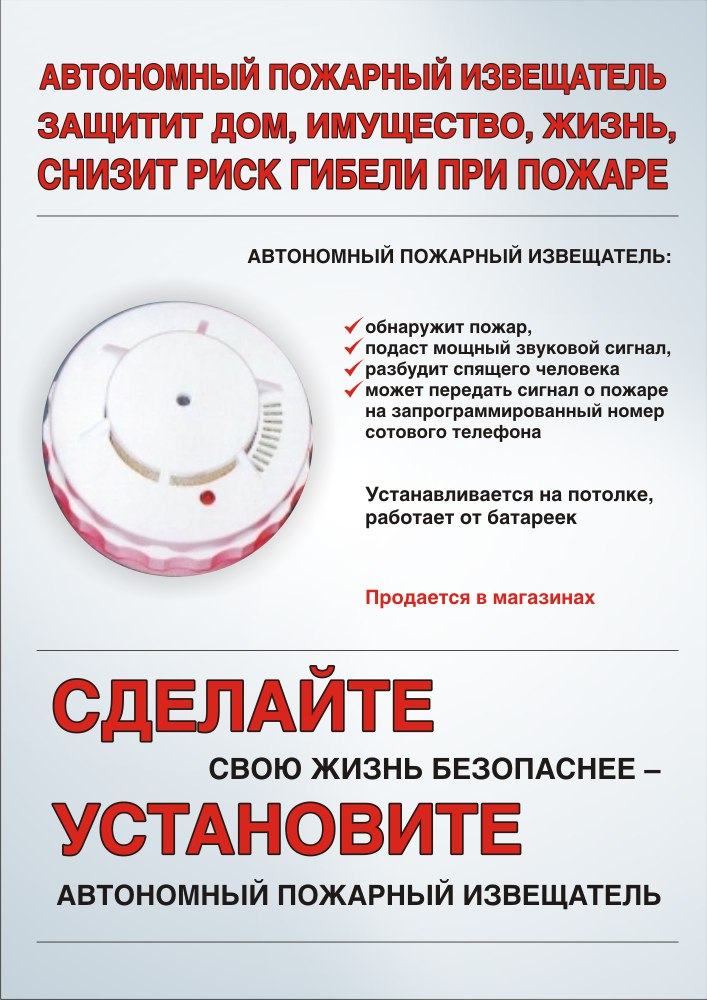 АВТОНОМНЫЙ ПОЖАРНЫЙ ИЗВЕЩАТЕЛЬ
ЗАЩИТИТ ДОМ, ИМУЩЕСТВО, ЖИЗНЬ,
СНИЗИТ РИСК ГИБЕЛИ ПРИ ПОЖАРЕ
АВТОНОМНЫЙ ПОЖАРНЫЙ ИЗВЕЩАТЕЛЬ:
обнаружит пожар,
подаст мощный звуковой сигнал,
разбудит спящего человека
может передать сигнал о пожаре
на запрограммированный номер
сотового телефона
Устанавливается на потолке,
работает от батареек
Продается в магазинах
СДЕЛАЙТЕ
СВОЮ ЖИЗНЬ БЕЗОПАСНЕЕ –
УСТАНОВИТЕ
АВТОНОМНЫЙ ПОЖАРНЫЙ ИЗВЕЩАТЕЛЬ